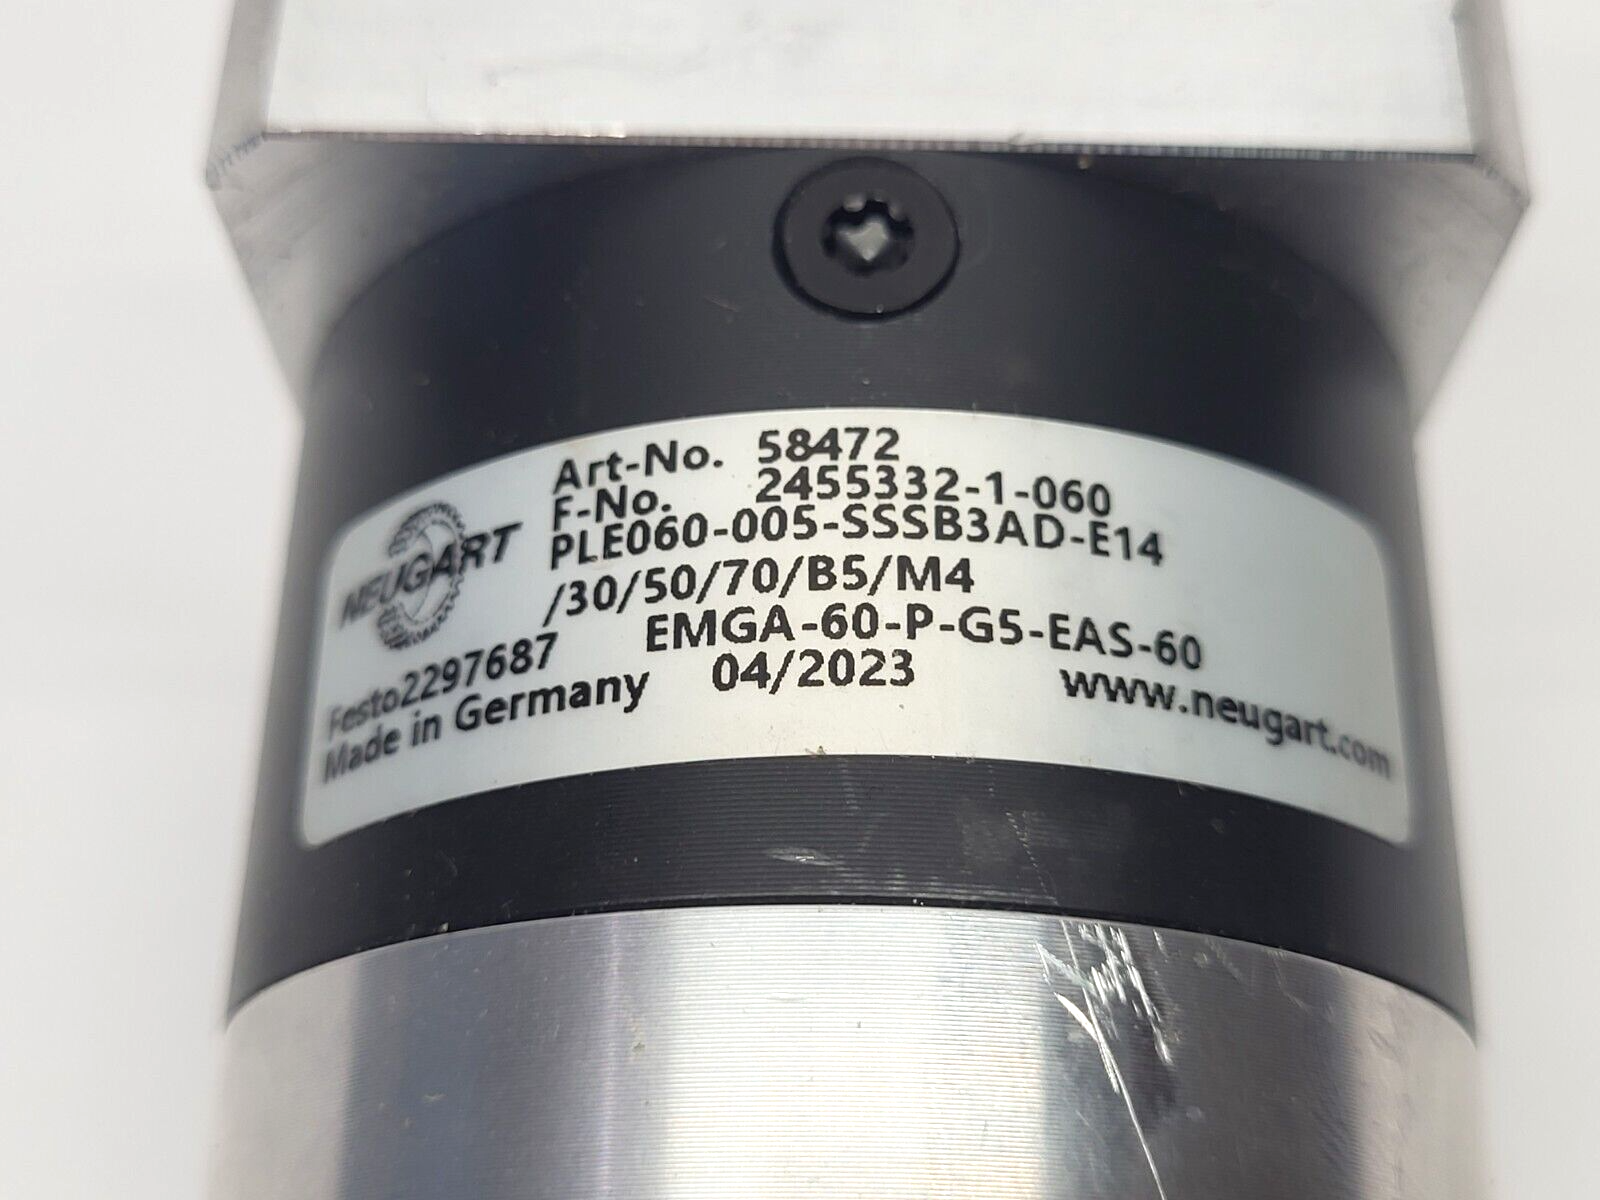 NEUGART
Art-No. 58472
F-No. 2455332-1-060
PLE060-005-SSSB3AD-E14
/30/50/70/B5/M4
Festo2297687 EMGA-60-P-G5-EAS-60
Made in Germany 04/2023 www.neugart.com